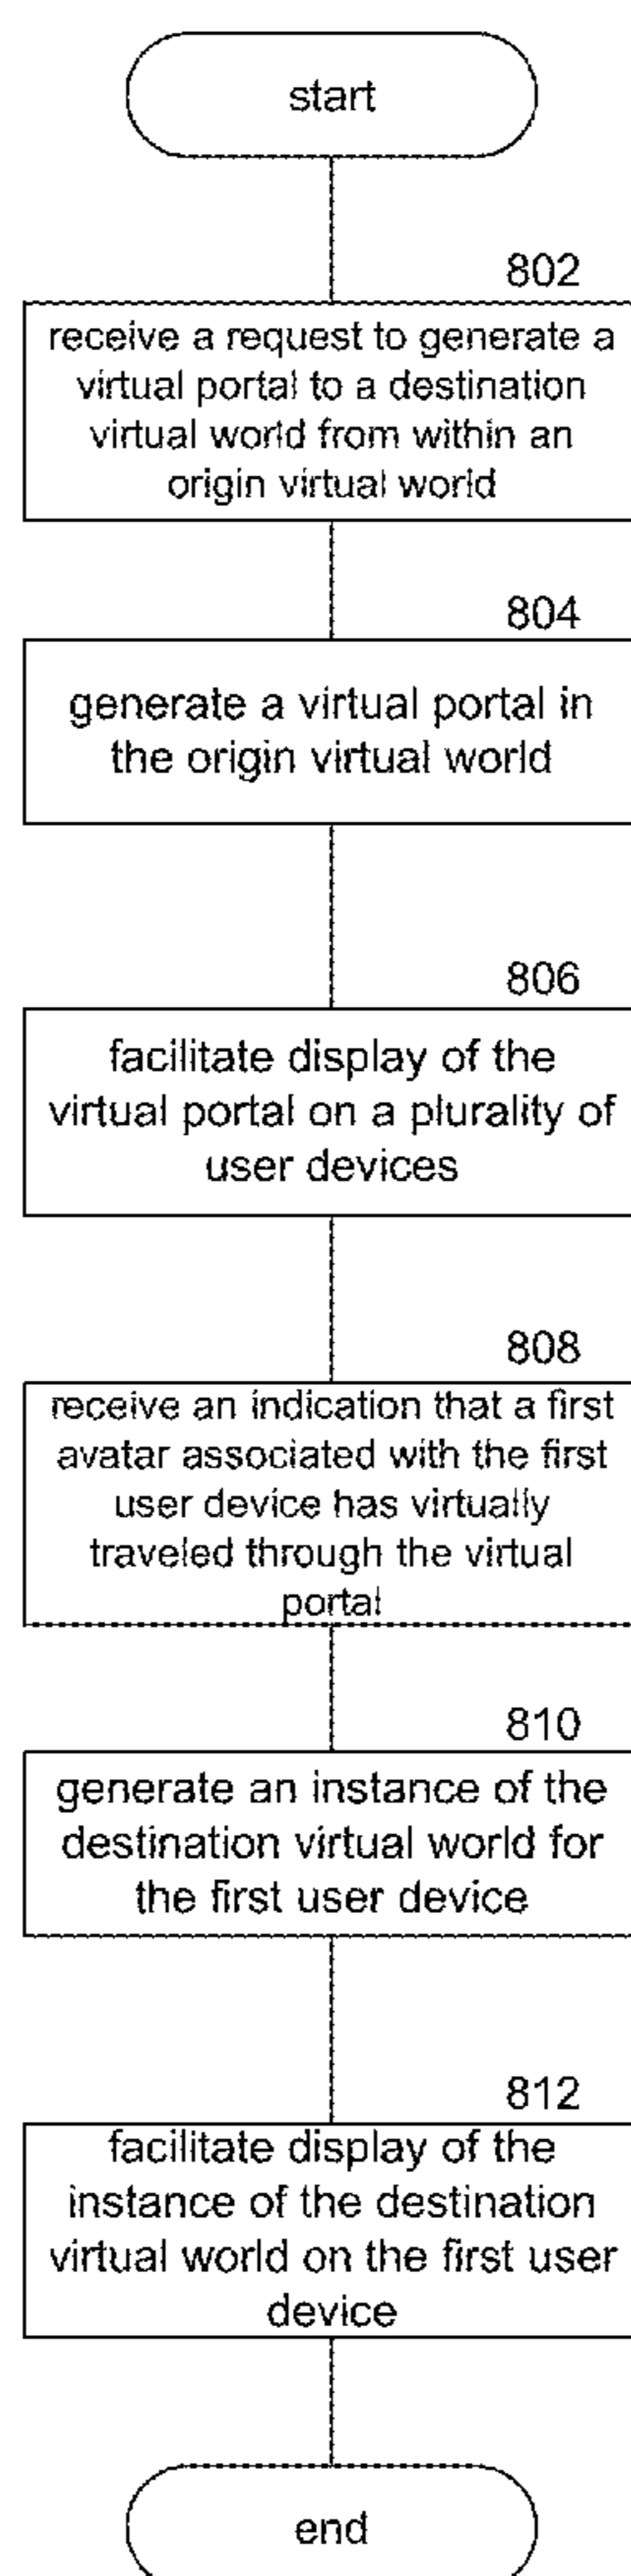 start
802
receive a request to generate a
virtual portal to a destination
virtual world from within an
origin virtual world
804
generate a virtual portal in
the origin virtual world
806
facilitate display of the
virtual portal on a plurality of
user devices
808
receive an indication that a first
avatar associated with the first
user device has virtually
traveled through the virtual
portal
810
generate an instance of the
destination virtual world for
the first user device
812
facilitate display of the
instance of the destination
virtual world on the first user
device
end